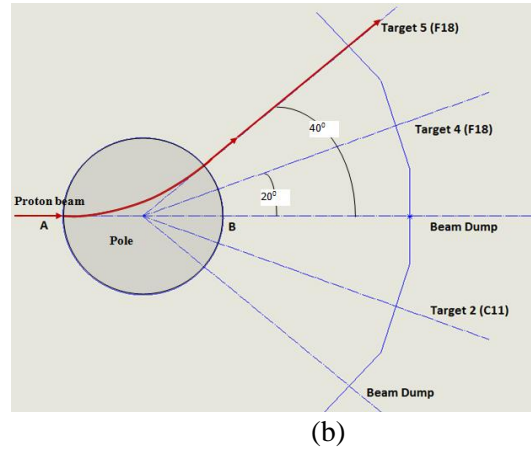 Target 5 (F18)
40⁰
Target 4 (F18)
20⁰
Proton beam
A
B
Pole
Beam Dump
Target 2 (C11)
Beam Dump
(b)